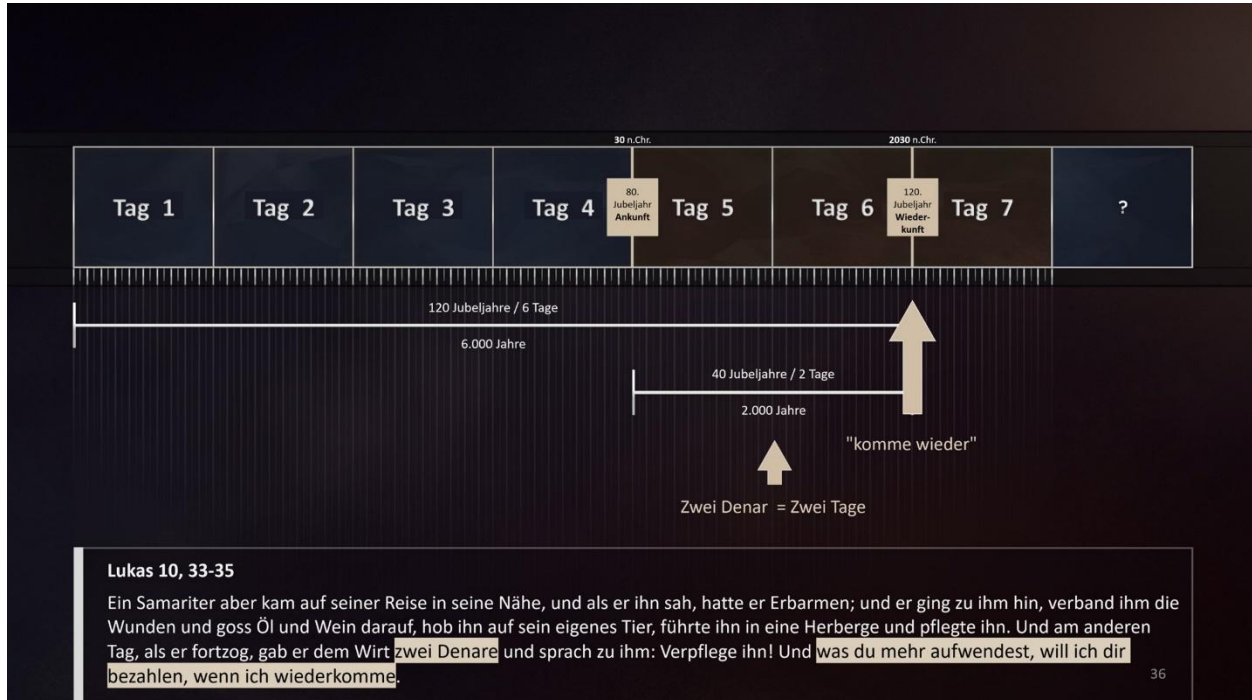 30 n.Chr.
2030 n.Chr.
Tag 1
Tag 2
Tag 3
Tag 4
80.
Jubeljahr
Ankunft
Tag 5
Tag 6
120.
Jubeljahr
Wieder-
kunft
Tag 7
?
120 Jubeljahre / 6 Tage
6.000 Jahre
40 Jubeljahre / 2 Tage
2.000 Jahre
"komme wieder"
Zwei Denar = Zwei Tage
Lukas 10, 33-35
Ein Samariter aber kam auf seiner Reise in seine Nähe, und als er ihn sah, hatte er Erbarmen; und er ging zu ihm hin, verband ihm die
Wunden und goss Öl und Wein darauf, hob ihn auf sein eigenes Tier, führte ihn in eine Herberge und pflegte ihn. Und am anderen
Tag, als er fortzog, gab er dem Wirt zwei Denare und sprach zu ihm: Verpflege ihn! Und was du mehr aufwendest, will ich dir
bezahlen, wenn ich wiederkomme.
36